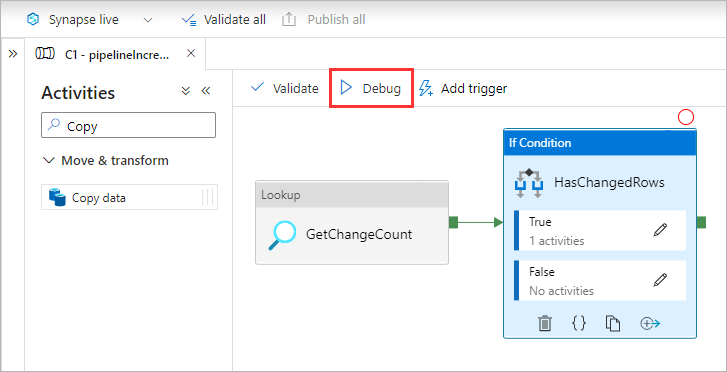 Synapse live
Validate all
Publish all
C1 - pipelineIncre...
Activities
Copy
Move & transform
Copy data
Validate
Debug
Add trigger
Lookup
GetChangeCount
If Condition
HasChangedRows
True
1 activities
False
No activities